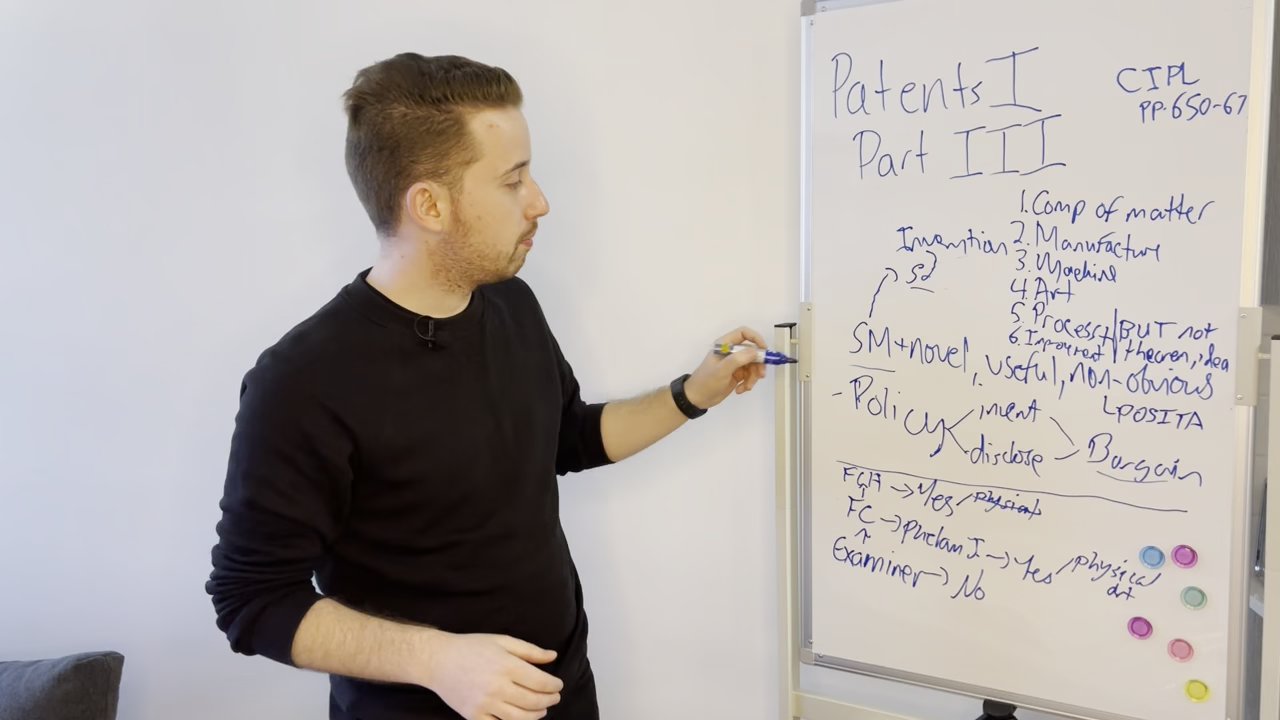 Patents I
CIPL
PP. 650-67
Part III
1. Comp of matter
Invention 2. Manufacture
S2
3. Machine
4. Art
5. Process + | BUT not
6. theorem, idea
SM + novel, useful, non-obvious
1.
POSITA
- Policy < invent
disclose > Bargain
FCA → Yes / physical
FC → phelan J → Yes / physical
art
Examiner → No